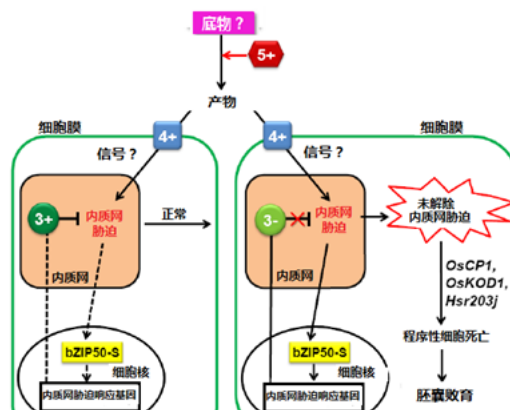 底物？
5+
产物
细胞膜
4+
信号？
3+
内质网
胁迫
正常
内质网
bZIP50-S
细胞核
内质网胁迫响应基因
细胞膜
4+
信号？
3-
内质网
胁迫
内质网
bZIP50-S
细胞核
内质网胁迫响应基因
未解除
内质网胁迫
OsCP1,
OsKOD1,
Hsr203j
程序性细胞死亡
胚囊败育